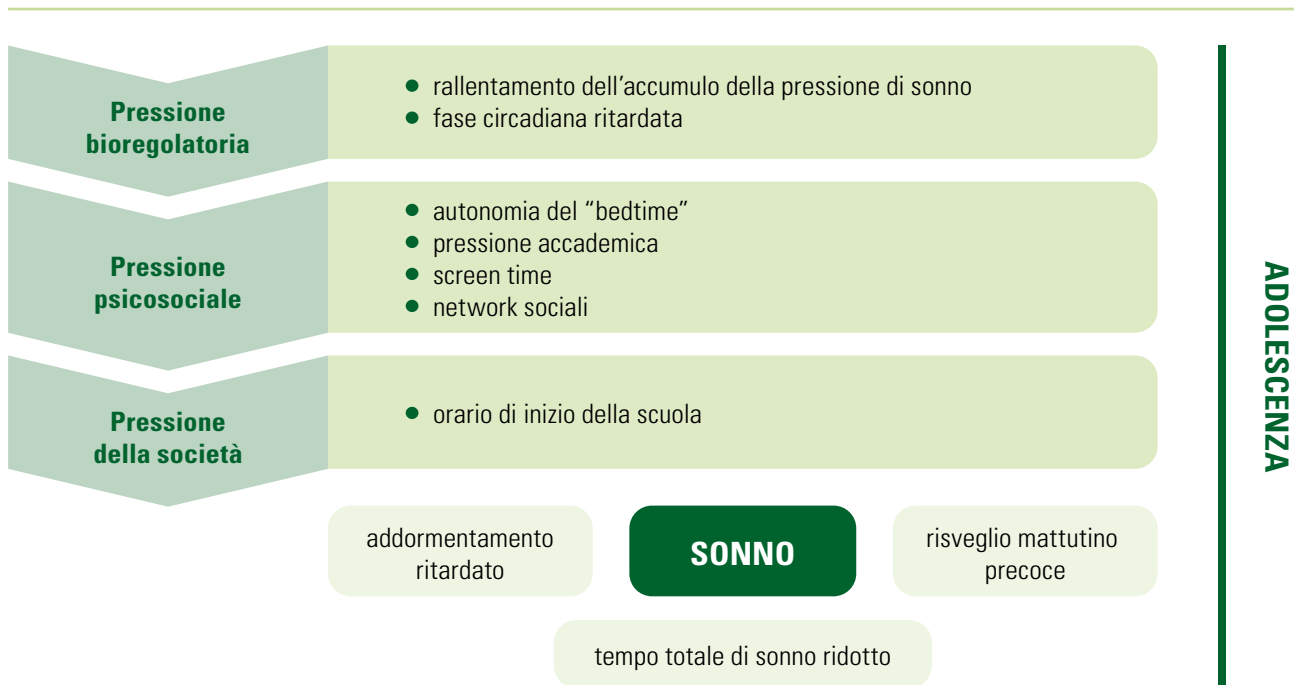 Pressione
bioregolatoria
• rallentamento dell'accumulo della pressione di sonno
• fase circadiana ritardata
Pressione
psicosociale
• autonomia del “bedtime”
• pressione accademica
• screen time
• network sociali
Pressione
della società
• orario di inizio della scuola
addormentamento
ritardato
SONNO
risveglio mattutino
precoce
tempo totale di sonno ridotto
ADOLESCENZA